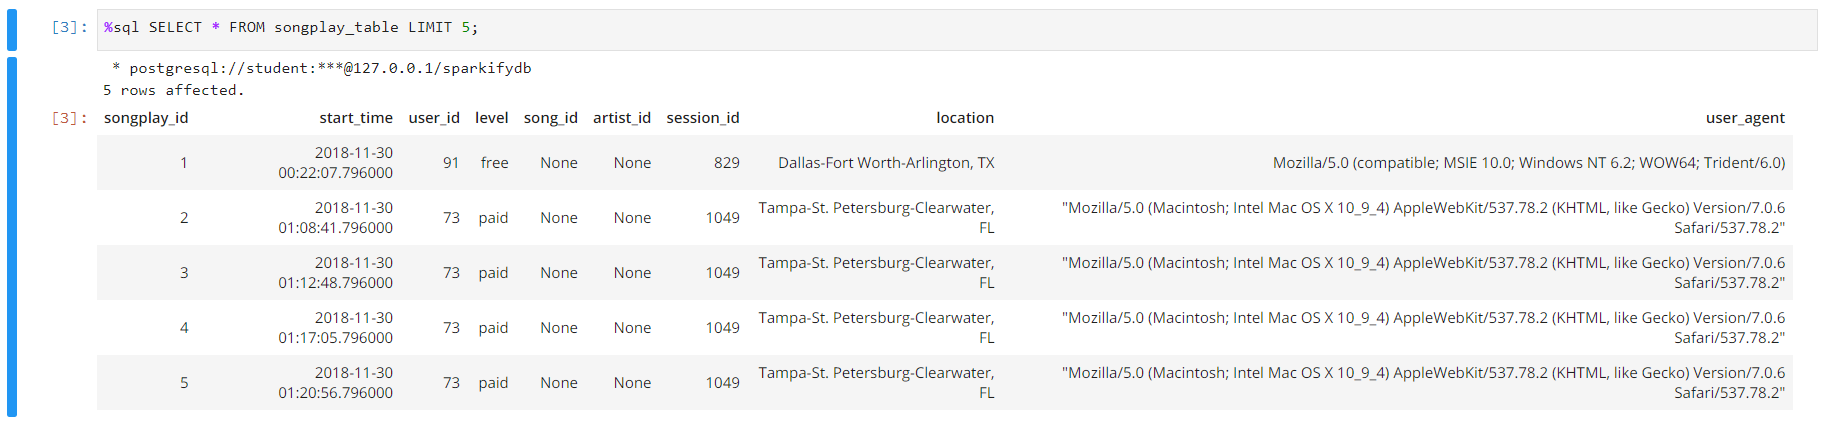 [3]: %sql SELECT * FROM songplay_table LIMIT 5;
* postgresql://student:***@127.0.0.1/sparkifydb
5 rows affected.
[3]: songplay_id start_time user_id level song_id artist_id session_id location user_agent
1 2018-11-30 00:22:07.796000 91 free None None 829 Dallas-Fort Worth-Arlington, TX Mozilla/5.0 (compatible; MSIE 10.0; Windows NT 6.2; WOW64; Trident/6.0)
2 2018-11-30 01:08:41.796000 73 paid None None 1049 Tampa-St. Petersburg-Clearwater, FL "Mozilla/5.0 (Macintosh; Intel Mac OS X 10_9_4) AppleWebKit/537.78.2 (KHTML, like Gecko) Version/7.0.6 Safari/537.78.2"
3 2018-11-30 01:12:48.796000 73 paid None None 1049 Tampa-St. Petersburg-Clearwater, FL "Mozilla/5.0 (Macintosh; Intel Mac OS X 10_9_4) AppleWebKit/537.78.2 (KHTML, like Gecko) Version/7.0.6 Safari/537.78.2"
4 2018-11-30 01:17:05.796000 73 paid None None 1049 Tampa-St. Petersburg-Clearwater, FL "Mozilla/5.0 (Macintosh; Intel Mac OS X 10_9_4) AppleWebKit/537.78.2 (KHTML, like Gecko) Version/7.0.6 Safari/537.78.2"
5 2018-11-30 01:20:56.796000 73 paid None None 1049 Tampa-St. Petersburg-Clearwater, FL "Mozilla/5.0 (Macintosh; Intel Mac OS X 10_9_4) AppleWebKit/537.78.2 (KHTML, like Gecko) Version/7.0.6 Safari/537.78.2"